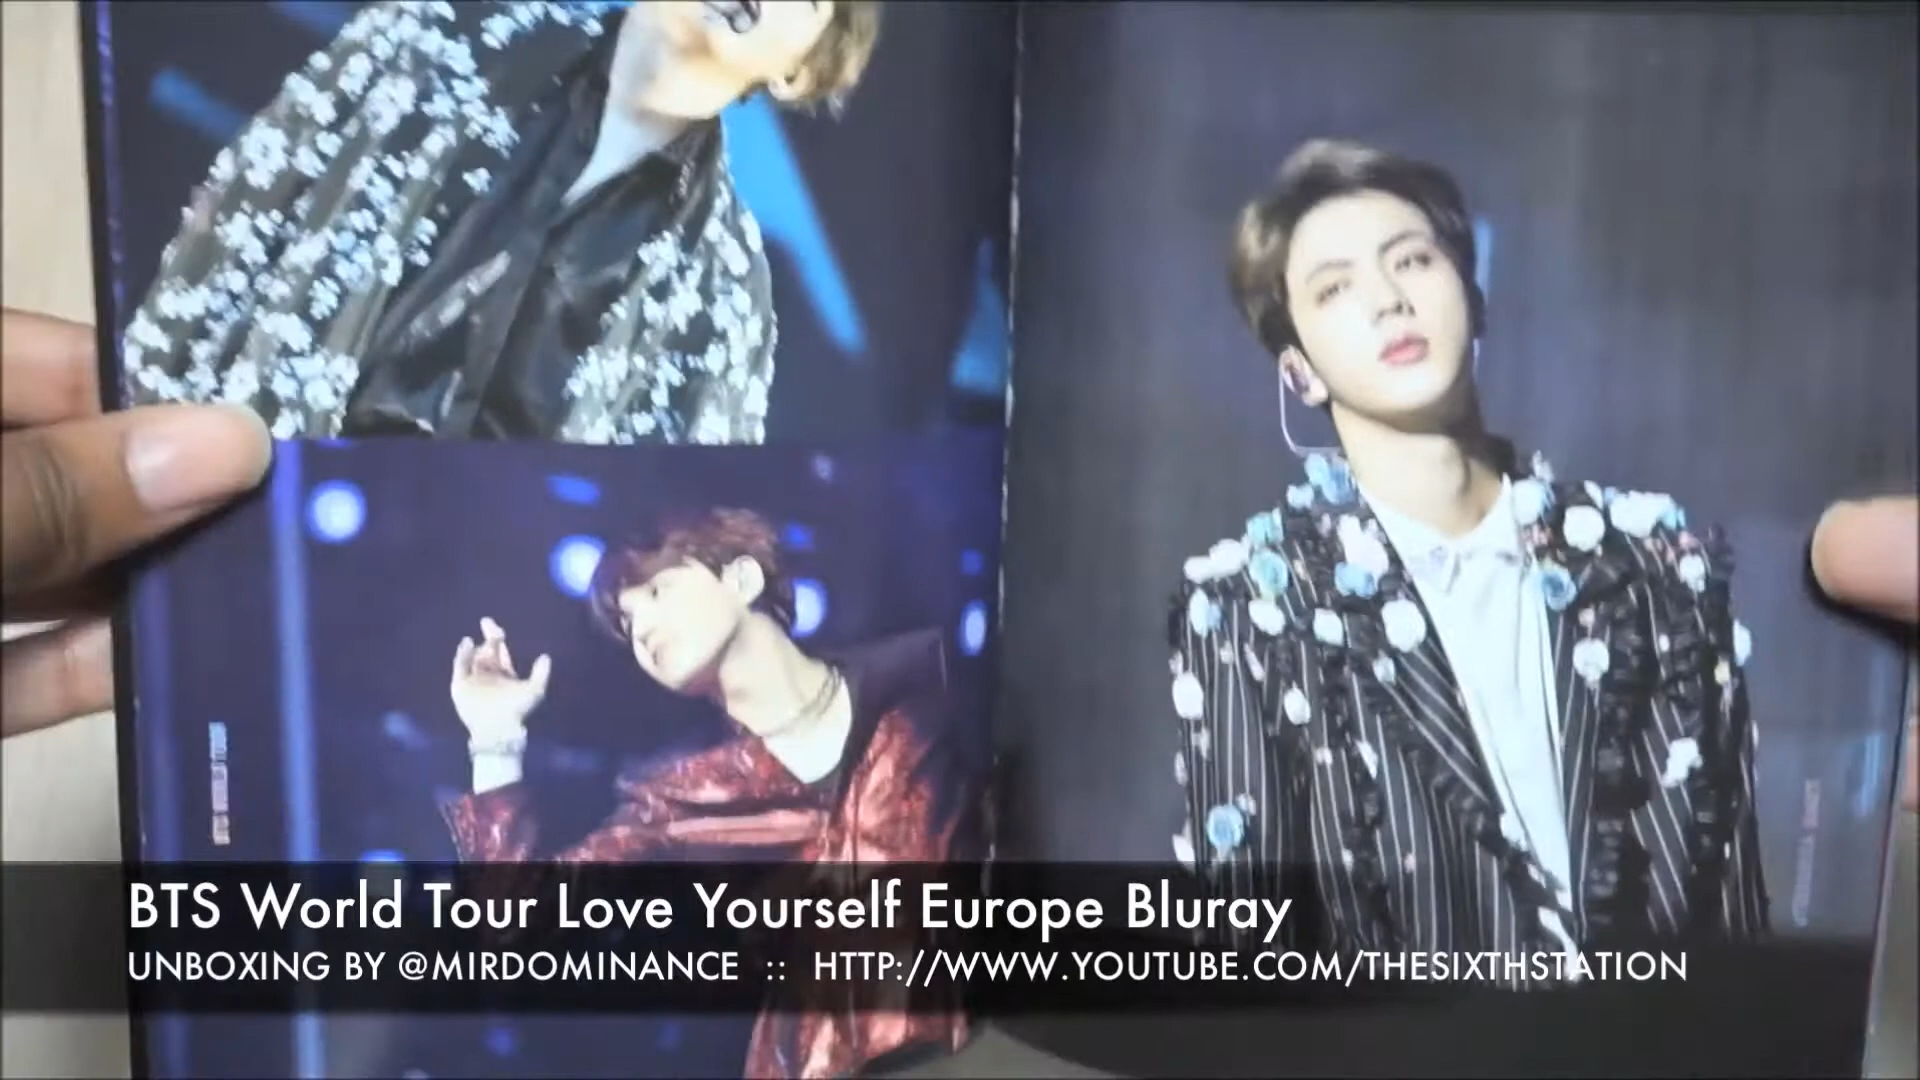 BTS World Tour Love Yourself Europe Bluray
UNBOXING BY @MIRDOMINANCE :: HTTP://WWW.YOUTUBE.COM/THESIXTHSTATION